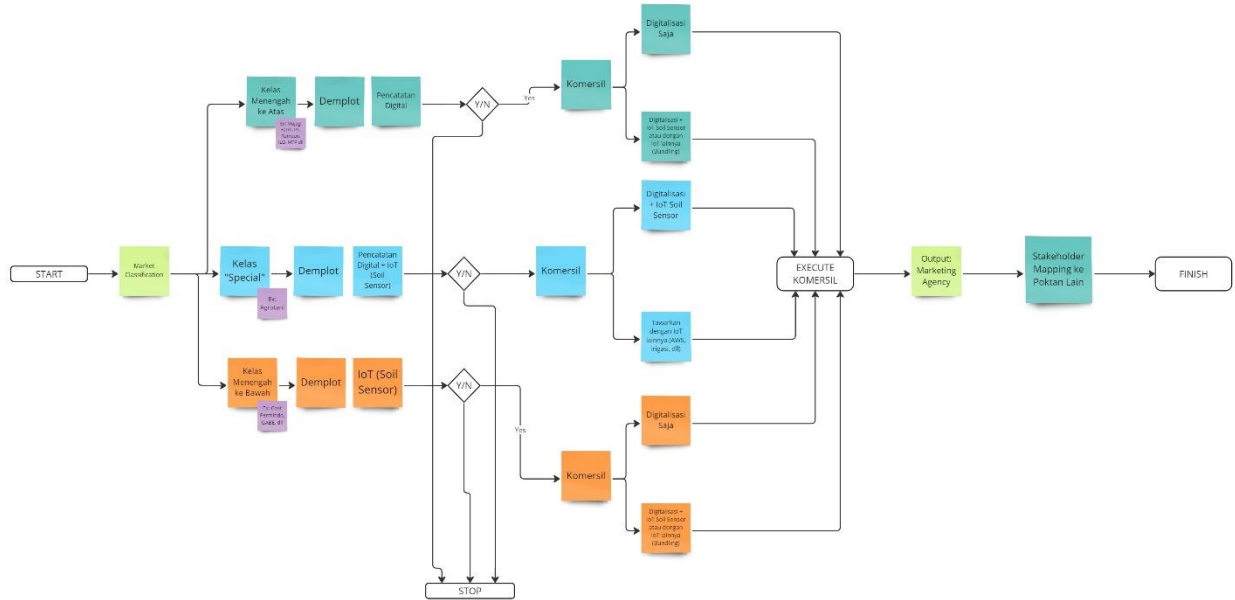 START
Market
Classification
Kelas
Menengah
ke Atas
Demplot
Pencatatan
Digital
Y/N
Yes
Komersil
Digitalisasi
Saja
Digitalisasi +
IoT Soil Sensor
atau dengan
IoT lainnya
(Bundling)
Kelas
"Special"
Ex:
Agrotani
Demplot
Pencatatan
Digital + IoT
(Soil
Sensor)
Y/N
Komersil
Digitalisasi
+ IoT Soil
Sensor
Tawarkan
dengan IoT
lainnya (AWS,
irigasi, dll)
Kelas
Menengah
ke Bawah
Demplot
IoT (Soil
Sensor)
Y/N
Yes
Komersil
Digitalisasi
Saja
Digitalisasi +
IoT Soil Sensor
atau dengan
IoT lainnya
(Bundling)
EXECUTE
KOMERSIL
Output:
Marketing
Agency
Stakeholder
Mapping ke
Poktan Lain
FINISH
STOP